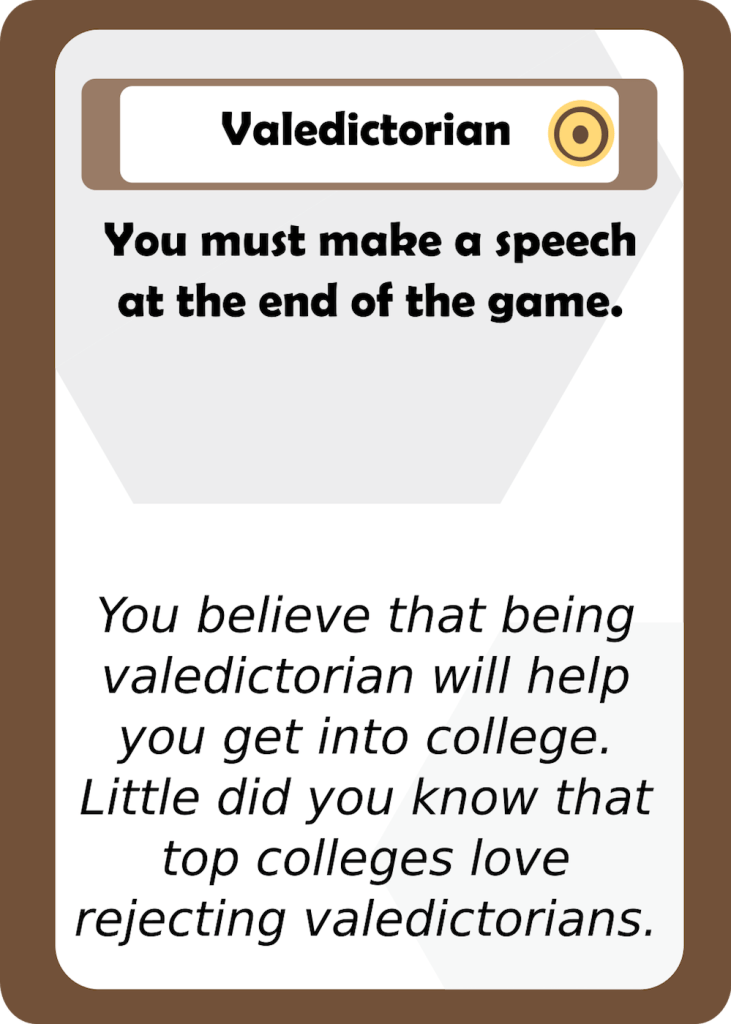 Valedictorian
You must make a speech
at the end of the game.
You believe that being
valedictorian will help
you get into college.
Little did you know that
top colleges love
rejecting valedictorians.